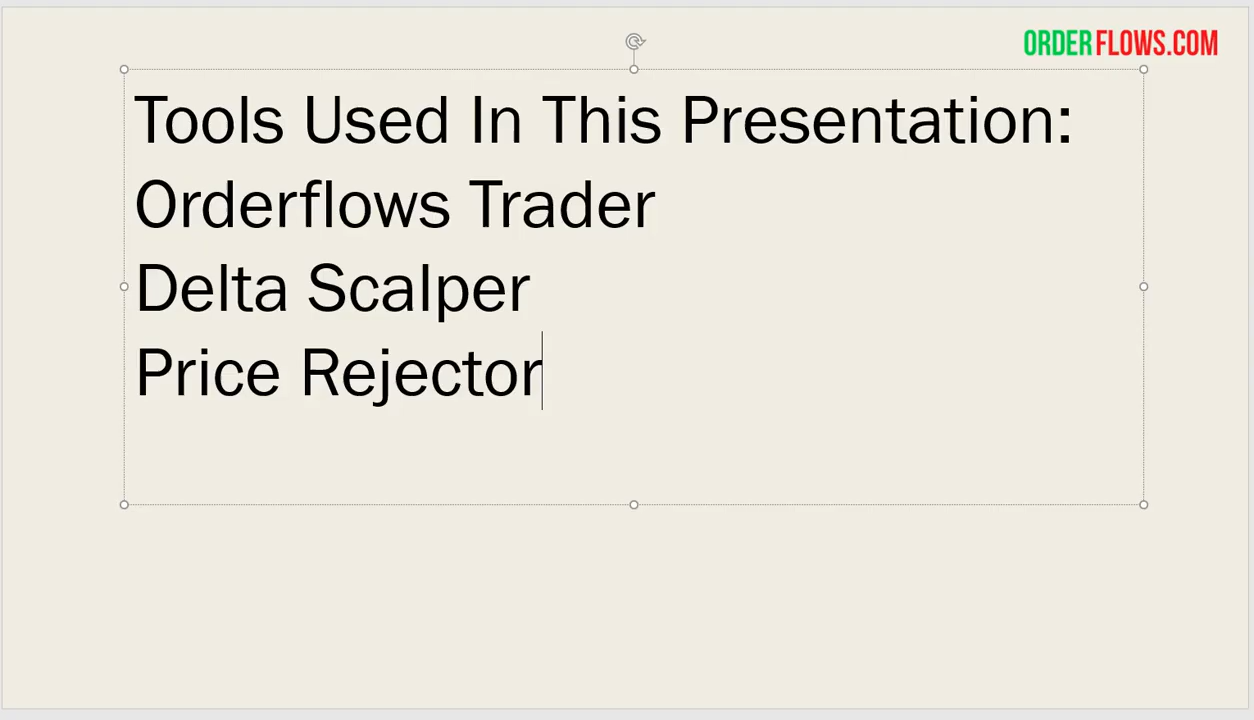 ORDERFLOWS.COM
Tools Used In This Presentation:
Orderflows Trader
Delta Scalper
Price Rejector